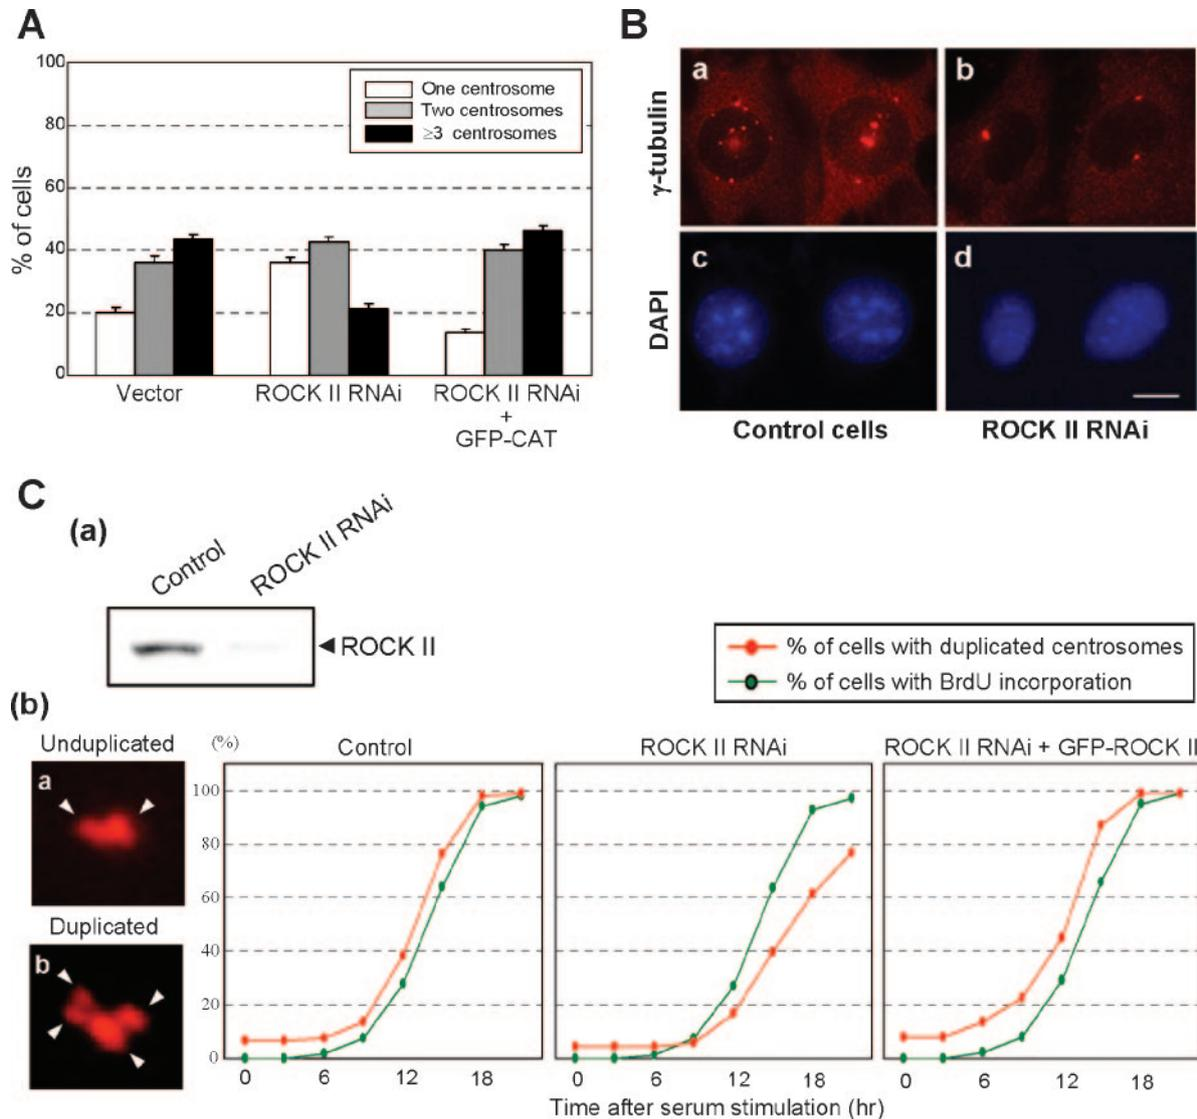 A
100
80
60
40
20
0
% of cells
One centrosome
Two centrosomes
≥3 centrosomes
Vector
ROCK II RNAi
ROCK II RNAi
+
GFP-CAT
B
γ-tubulin
DAPI
a
b
c
d
Control cells
ROCK II RNAi
C
(a)
Control
ROCK II RNAi
ROCK II
% of cells with duplicated centrosomes
% of cells with BrdU incorporation
(b)
Unduplicated
a
Duplicated
b
(%)
Control
ROCK II RNAi
ROCK II RNAi + GFP-ROCK II
100
80
60
40
20
0
0 6 12 18
0 6 12 18
0 6 12 18
Time after serum stimulation (hr)